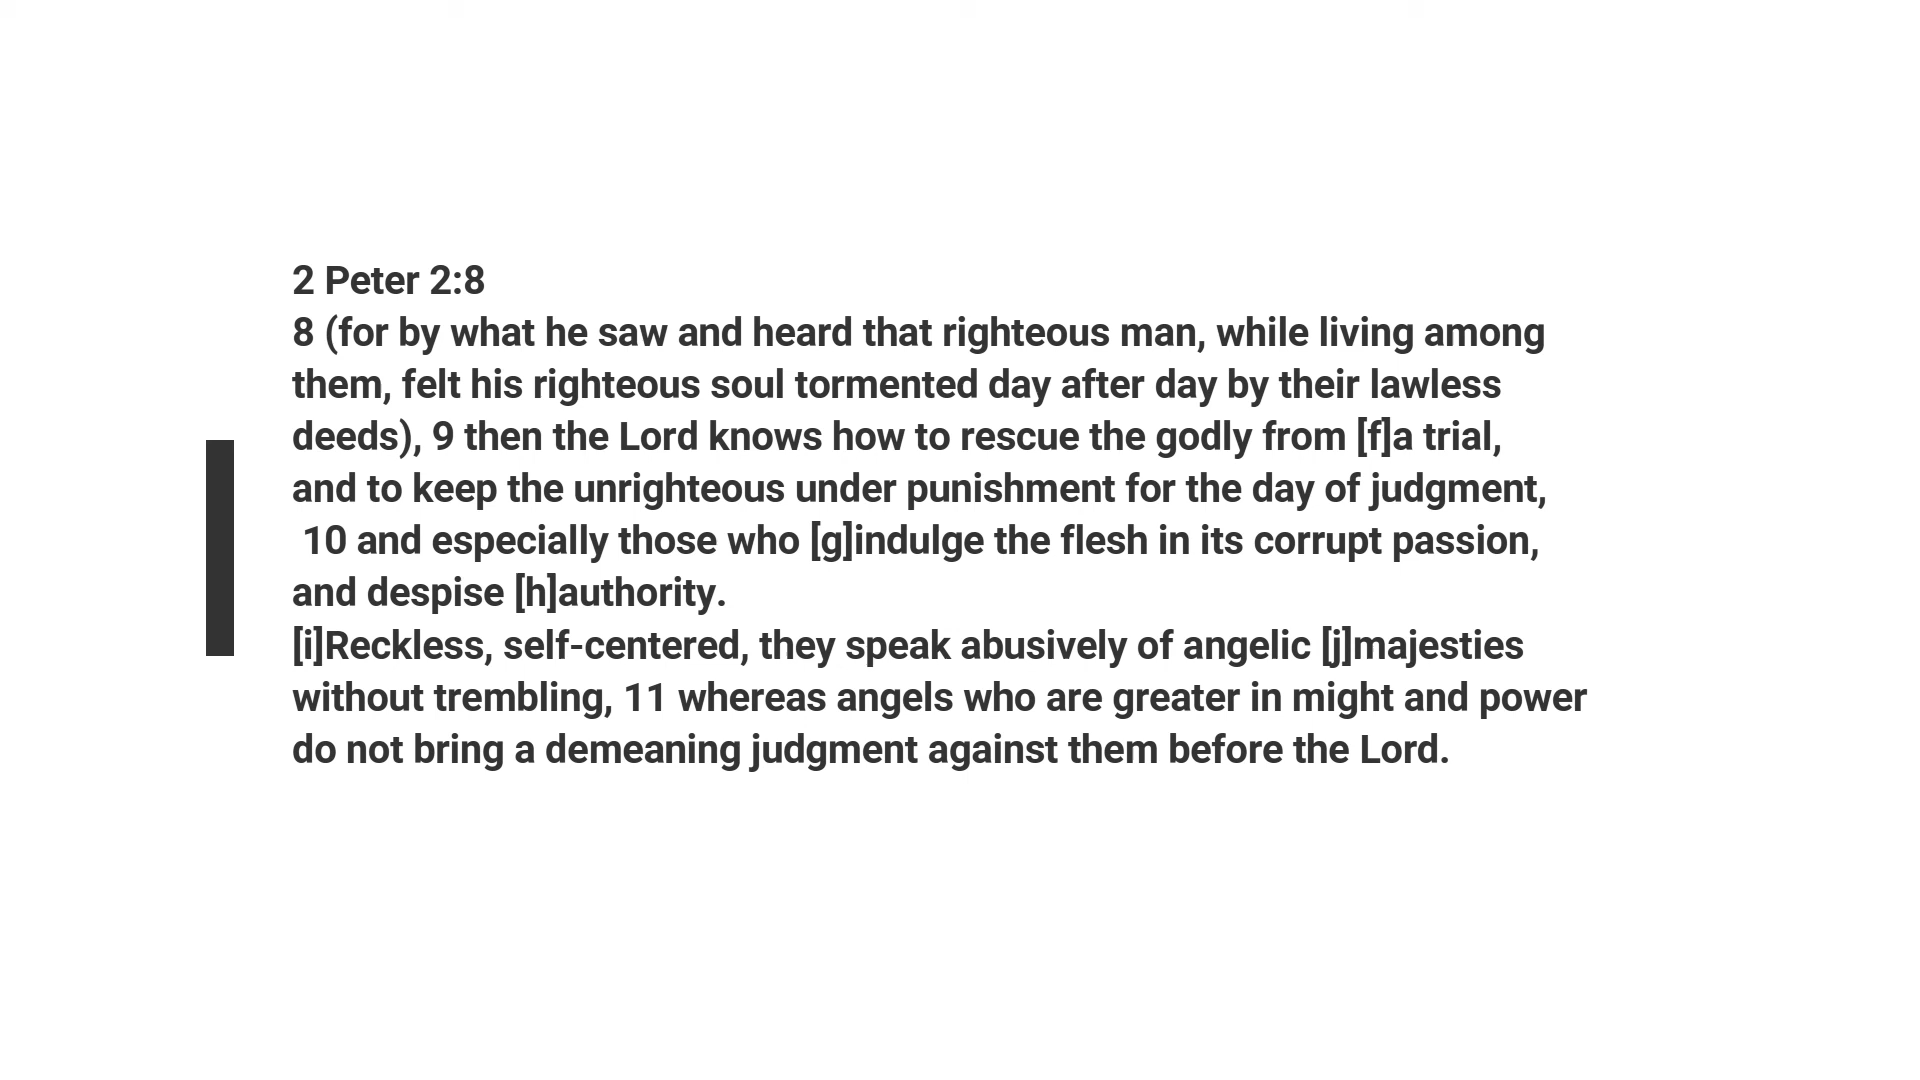 2 Peter 2:8
8 (for by what he saw and heard that righteous man, while living among
them, felt his righteous soul tormented day after day by their lawless
deeds), 9 then the Lord knows how to rescue the godly from [f]a trial,
and to keep the unrighteous under punishment for the day of judgment,
10 and especially those who [g]indulge the flesh in its corrupt passion,
and despise [h]authority.
[i]Reckless, self-centered, they speak abusively of angelic [j]majesties
without trembling, 11 whereas angels who are greater in might and power
do not bring a demeaning judgment against them before the Lord.